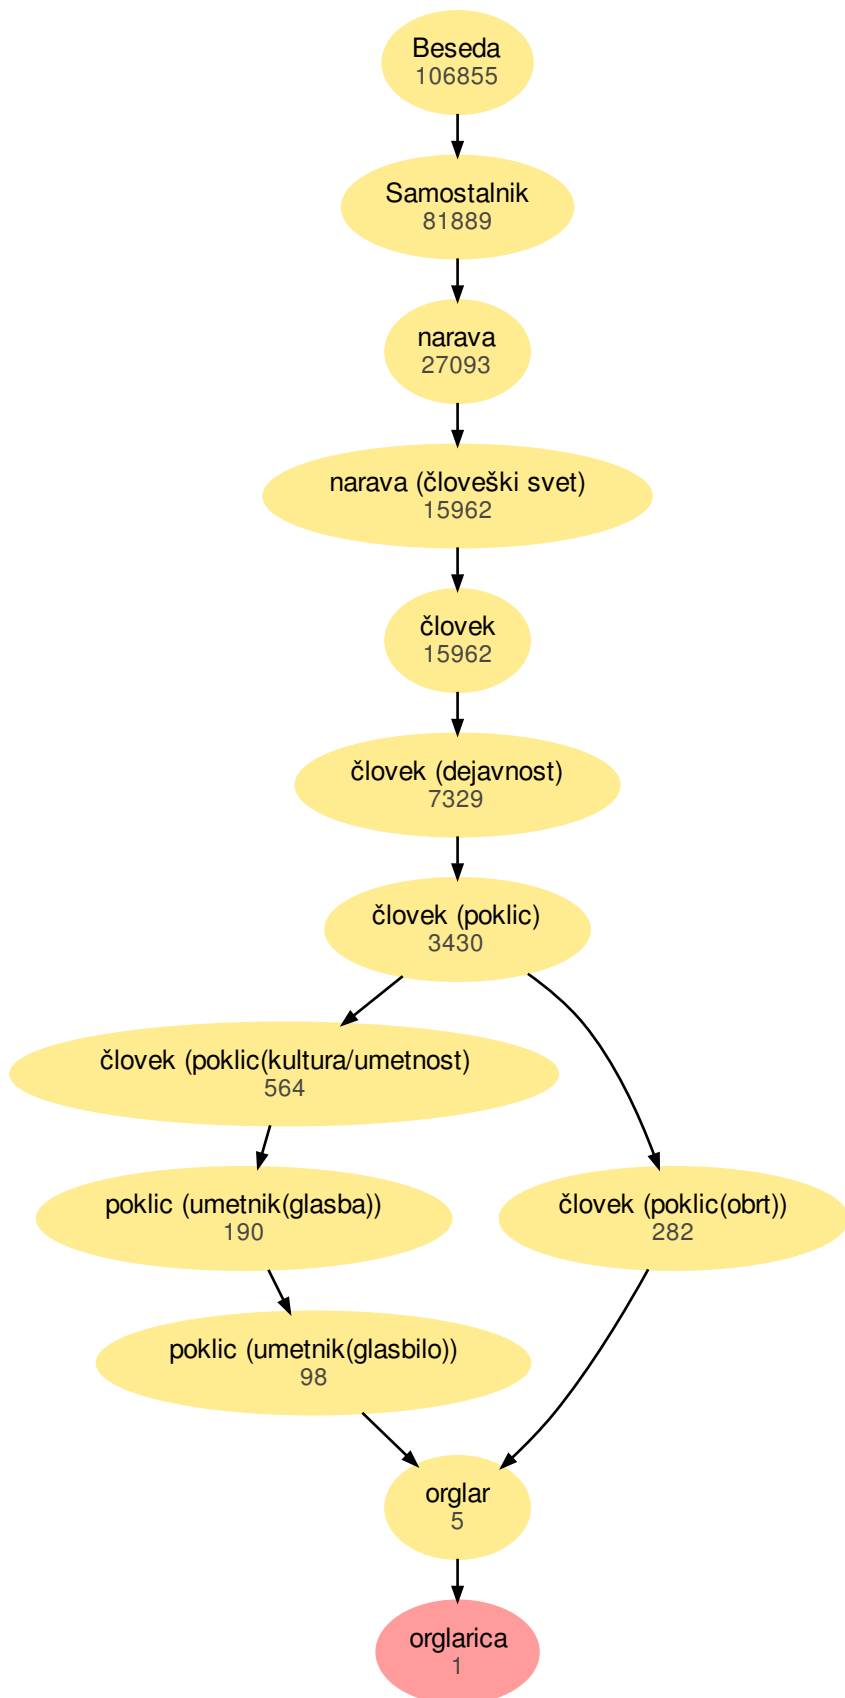 Beseda
106855
Samostalnik
81889
narava
27093
narava (človeški svet)
15962
človek
15962
človek (dejavnost)
7329
človek (poklic)
3430
človek (poklic(kultura/umetnost)
564
poklic (umetnik(glasba))
190
človek (poklic(obrt))
282
poklic (umetnik(glasbilo))
98
orglar
5
orglarica
1